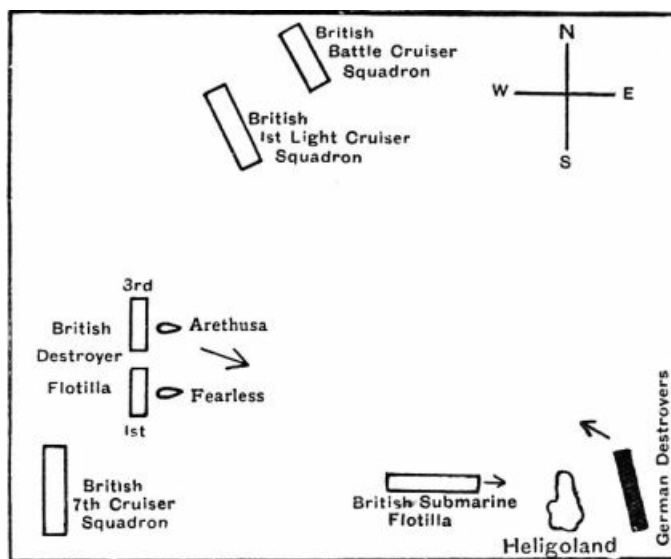 British
Battle Cruiser
Squadron
N
W E
S
British
1st Light Cruiser
Squadron
3rd
British
Destroyer
Flotilla
1st
Arethusa
Fearless
British
7th Cruiser
Squadron
British Submarine
Flotilla
Heligoland
German Destroyers